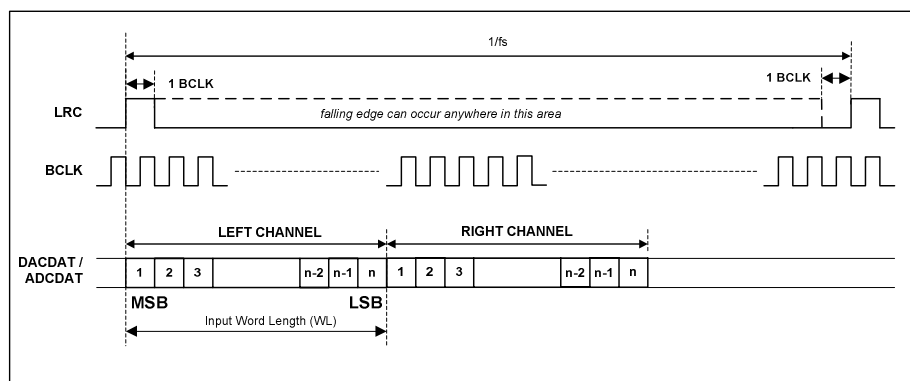 1/fs
1 BCLK
1 BCLK
LRC
falling edge can occur anywhere in this area
BCLK
LEFT CHANNEL
RIGHT CHANNEL
DACDAT /
ADCDAT
1 2 3 n-2 n-1 n 1 2 3 n-2 n-1 n
MSB
LSB
Input Word Length (WL)